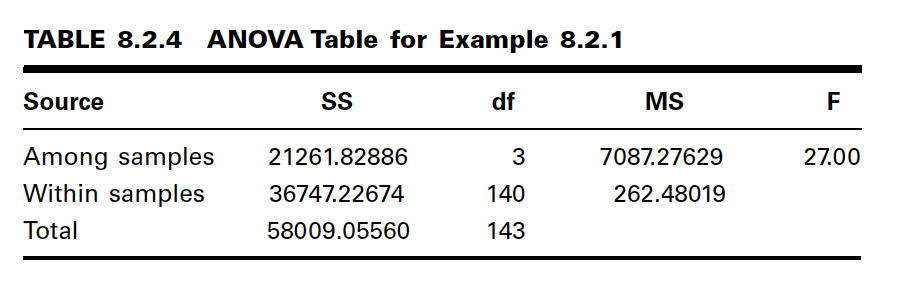 TABLE 8.2.4 ANOVA Table for Example 8.2.1
Source SS df MS F
Among samples 21261.82886 3 7087.27629 27.00
Within samples 36747.22674 140 262.48019
Total 58009.05560 143